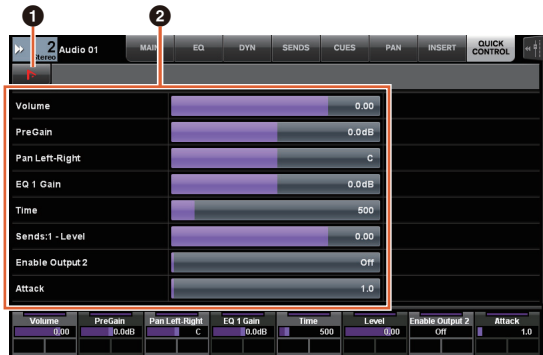 1 2
2 Audio 01 MAIN EQ DYN SENDS CUES PAN INSERT QUICK CONTROL
Stereo
Volume 0.00
PreGain 0.0dB
Pan Left-Right C
EQ 1 Gain 0.0dB
Time 500
Sends:1 - Level 0.00
Enable Output 2 Off
Attack 1.0
Volume PreGain Pan Left-Right EQ 1 Gain Time Level Enable Output 2 Attack
0.00 0.0dB C 0.0dB 500 0.00 Off 1.0